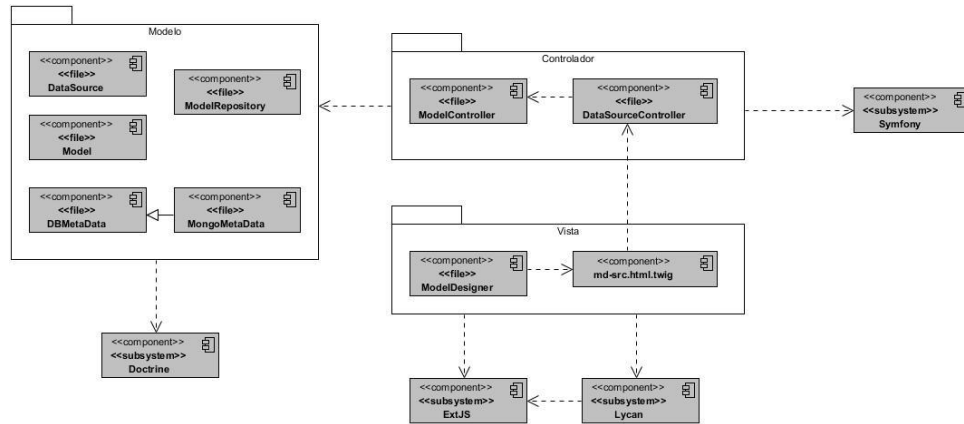 Modelo
<<component>>
<<file>>
DataSource
<<component>>
<<file>>
ModelRepository
<<component>>
<<file>>
Model
<<component>>
<<file>>
DBMetaData
<<component>>
<<file>>
MongoMetaData
Controlador
<<component>>
<<file>>
ModelController
<<component>>
<<file>>
DataSourceController
<<component>>
<<subsystem>>
Symfony
Vista
<<component>>
<<file>>
ModelDesigner
<<component>>
md-src.html.twig
<<component>>
<<subsystem>>
Doctrine
<<component>>
<<subsystem>>
ExtJS
<<component>>
<<subsystem>>
Lycan